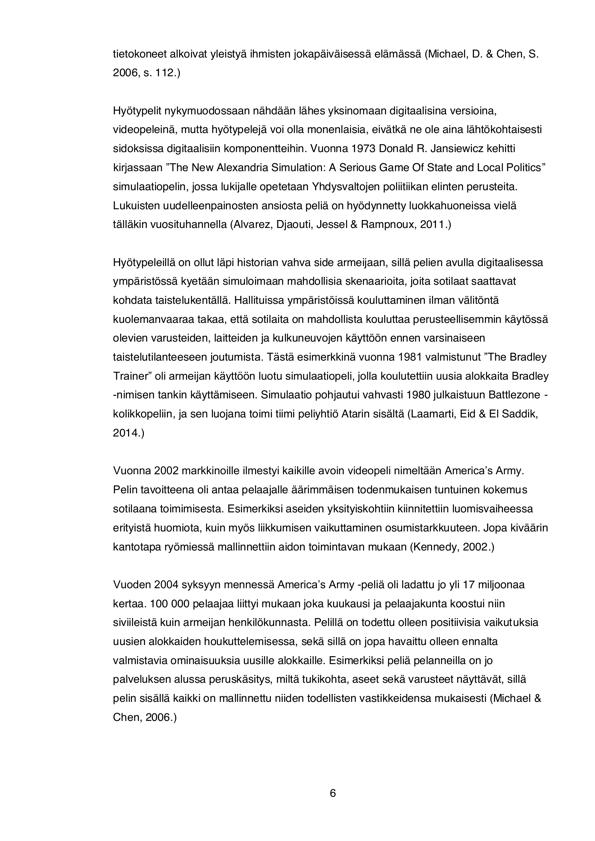 tietokoneet alkoivat yleistyä ihmisten jokapäiväisessä elämässä (Michael, D. & Chen, S.
2006, s. 112.)
Hyötypelit nykymuodossaan nähdään lähes yksinomaan digitaalisina versioina,
videopeleinä, mutta hyötypelejä voi olla monenlaisia, eivätkä ne ole aina lähtökohtaisesti
sidoksissa digitaalisiin komponentteihin. Vuonna 1973 Donald R. Jansiewicz kehitti
kirjassaan ”The New Alexandria Simulation: A Serious Game Of State and Local Politics”
simulaatiopelin, jossa lukijalle opetetaan Yhdysvaltojen poliitiikan elinten perusteita.
Lukuisten uudelleenpainosten ansiosta peliä on hyödynnetty luokkahuoneissa vielä
tälläkin vuosituhannella (Alvarez, Djaouti, Jessel & Rampnoux, 2011.)
Hyötypeleillä on ollut läpi historian vahva side armeijaan, sillä pelien avulla digitaalisessa
ympäristössä kyetään simuloimaan mahdollisia skenaarioita, joita sotilaat saattavat
kohdata taistelukentällä. Hallituissa ympäristöissä kouluttaminen ilman välitöntä
kuolemanvaaraa takaa, että sotilaita on mahdollista kouluttaa perusteellisemmin käytössä
olevien varusteiden, laitteiden ja kulkuneuvojen käyttöön ennen varsinaiseen
taistelutilanteeseen joutumista. Tästä esimerkkinä vuonna 1981 valmistunut ”The Bradley
Trainer” oli armeijan käyttöön luotu simulaatiopeli, jolla koulutettiin uusia alokkaita Bradley
-nimisen tankin käyttämiseen. Simulaatio pohjautui vahvasti 1980 julkaistuun Battlezone -
kolikkopeliin, ja sen luojana toimi tiimi peliyhtiö Atarin sisältä (Laamarti, Eid & El Saddik,
2014.)
Vuonna 2002 markkinoille ilmestyi kaikille avoin videopeli nimeltään America’s Army.
Pelin tavoitteena oli antaa pelaajalle äärimmäisen todenmukaisen tuntuinen kokemus
sotilaana toimimisesta. Esimerkiksi aseiden yksityiskohtiin kiinnitettiin luomisvaiheessa
erityistä huomiota, kuin myös liikkumisen vaikuttaminen osumistarkkuuteen. Jopa kiväärin
kantotapa ryömiessä mallinnettiin aidon toimintavan mukaan (Kennedy, 2002.)
Vuoden 2004 syksyyn mennessä America’s Army -peliä oli ladattu jo yli 17 miljoonaa
kertaa. 100 000 pelaajaa liittyi mukaan joka kuukausi ja pelaajakunta koostui niin
siviileistä kuin armeijan henkilökunnasta. Pelillä on todettu olleen positiivisia vaikutuksia
uusien alokkaiden houkuttelemisessa, sekä sillä on jopa havaittu olleen ennalta
valmistavia ominaisuuksia uusille alokkaille. Esimerkiksi peliä pelanneilla on jo
palveluksen alussa peruskäsitys, miltä tukikohta, aseet sekä varusteet näyttävät, sillä
pelin sisällä kaikki on mallinnettu niiden todellisten vastikkeidensa mukaisesti (Michael &
Chen, 2006.)
6